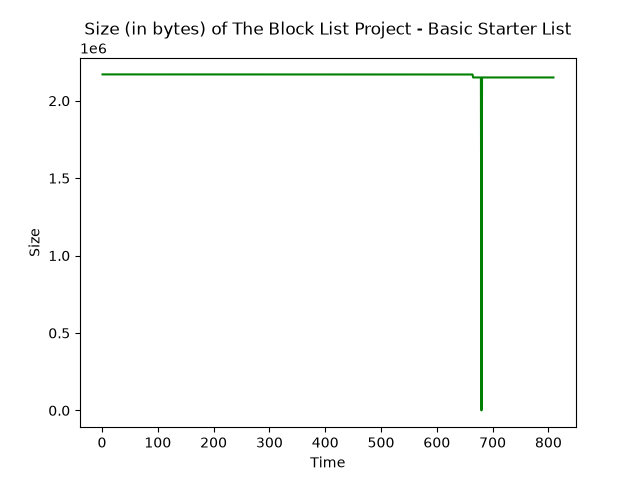 Size (in bytes) of The Block List Project - Basic Starter List
1e6
2.0
1.5
1.0
0.5
0.0
Size
0 100 200 300 400 500 600 700 800
Time